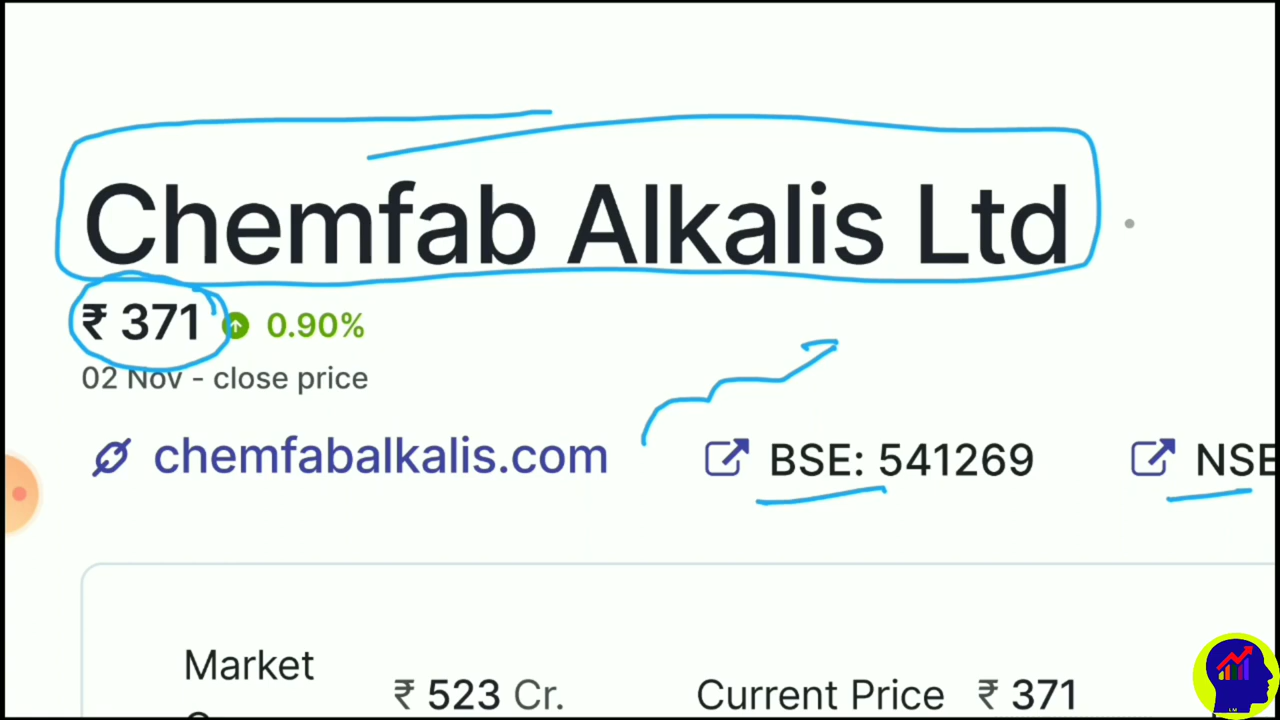 Chemfab Alkalis Ltd
₹ 371 0.90%
02 Nov - close price
chemfabalkalis.com BSE: 541269 NSE
Market ₹ 523 Cr. Current Price ₹ 371